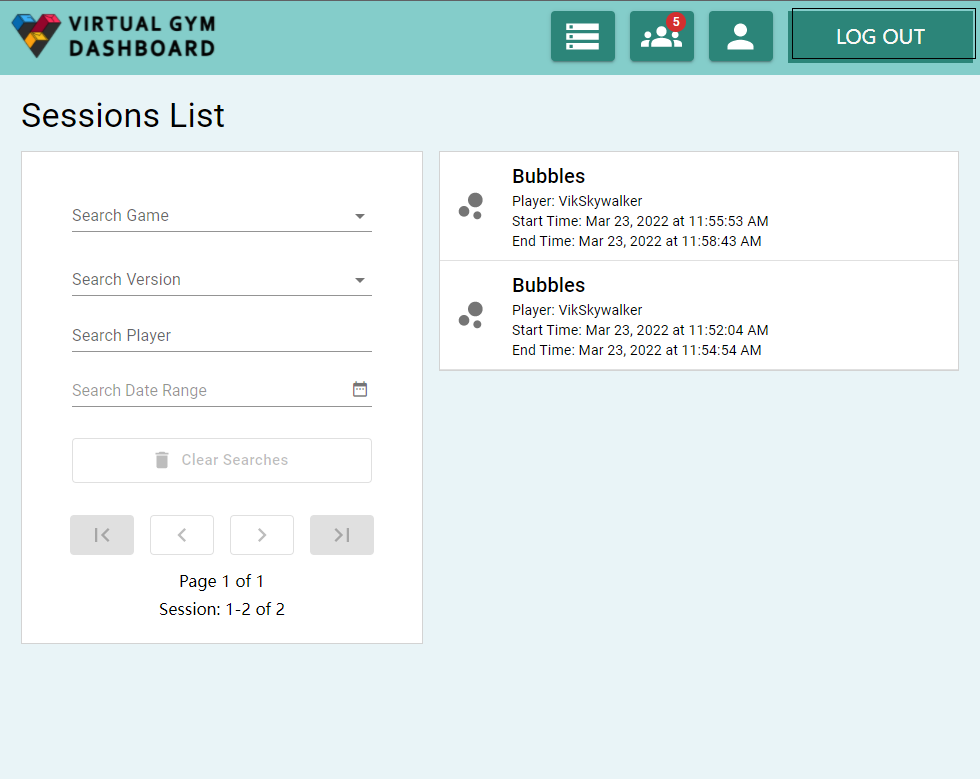 VIRTUAL GYM
DASHBOARD
5
LOG OUT
Sessions List
Search Game
Search Version
Search Player
Search Date Range
Clear Searches
Page 1 of 1
Session: 1-2 of 2
Bubbles
Player: VikSkywalker
Start Time: Mar 23, 2022 at 11:55:53 AM
End Time: Mar 23, 2022 at 11:58:43 AM
Bubbles
Player: VikSkywalker
Start Time: Mar 23, 2022 at 11:52:04 AM
End Time: Mar 23, 2022 at 11:54:54 AM